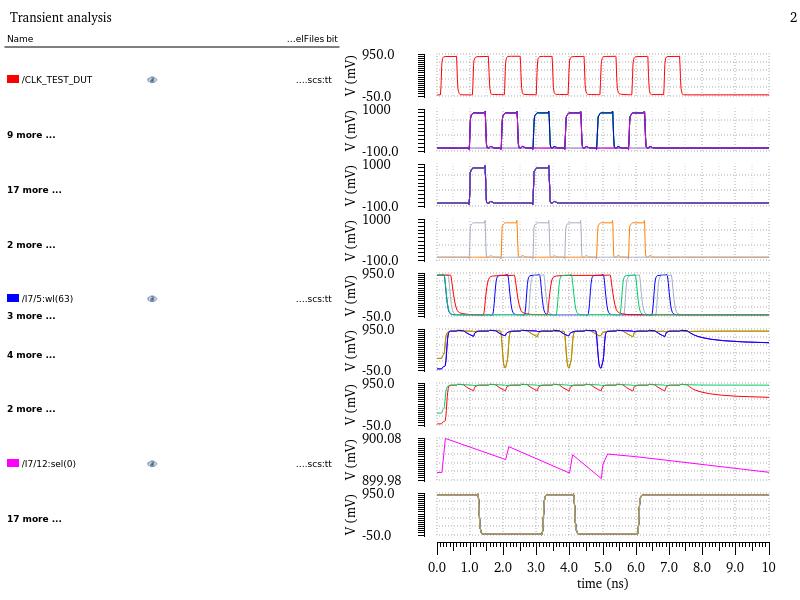 Transient analysis 2
Name ...elFiles bit
/CLK_TEST_DUT ....scs:tt
V (mV) 950.0 -50.0
9 more ...
V (mV) 1000 -100.0
17 more ...
V (mV) 1000 -100.0
2 more ...
V (mV) 1000 -100.0
/I7/5:wl(63) ....scs:tt
3 more ...
V (mV) 950.0 -50.0
4 more ...
V (mV) 950.0 -50.0
2 more ...
V (mV) 950.0 -50.0
/I7/12:sel(0) ....scs:tt
V (mV) 900.08 899.98
17 more ...
V (mV) 950.0 -50.0
0.0 1.0 2.0 3.0 4.0 5.0 6.0 7.0 8.0 9.0 10
time (ns)